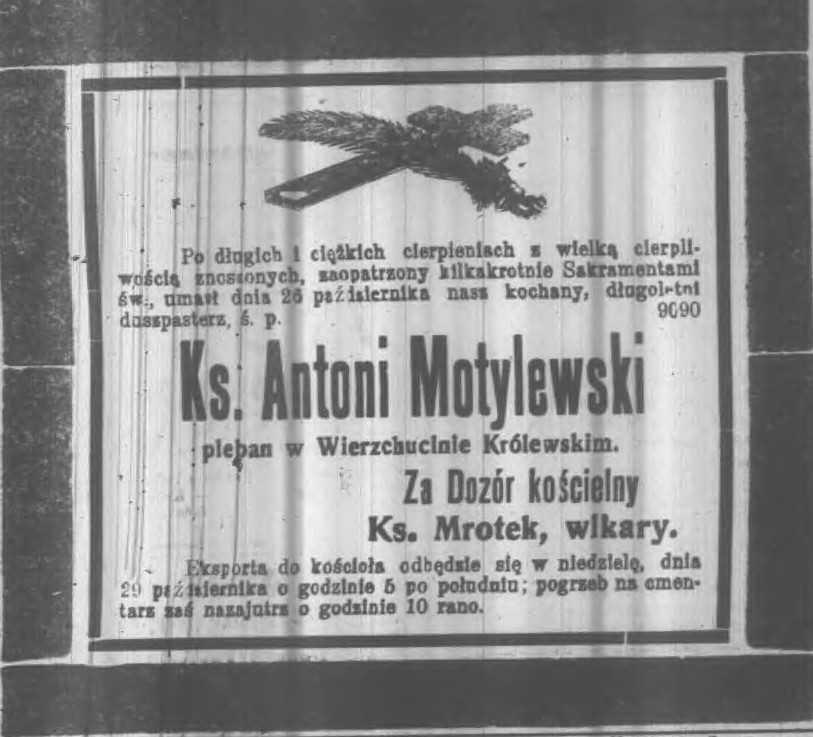 Po długich i ciężkich cierpieniach z wielką cierpli-
wością znoszonych, zaopatrzony kilkakrotnie Sakramentami
św., umarł dnia 26 października nasz kochany, długoletni
duszpasterz, ś. p. 9090
Ks. Antoni Motylewski
pleban w Wierzchucinie Królewskim.
Za Dozór kościelny
Ks. Mrotek, wikary.
Eksporta do kościoła odbędzie się w niedzielę, dnia
29 października o godzinie 5 po południu; pogrzeb na cmen-
tarz zaś nazajutrz o godzinie 10 rano.